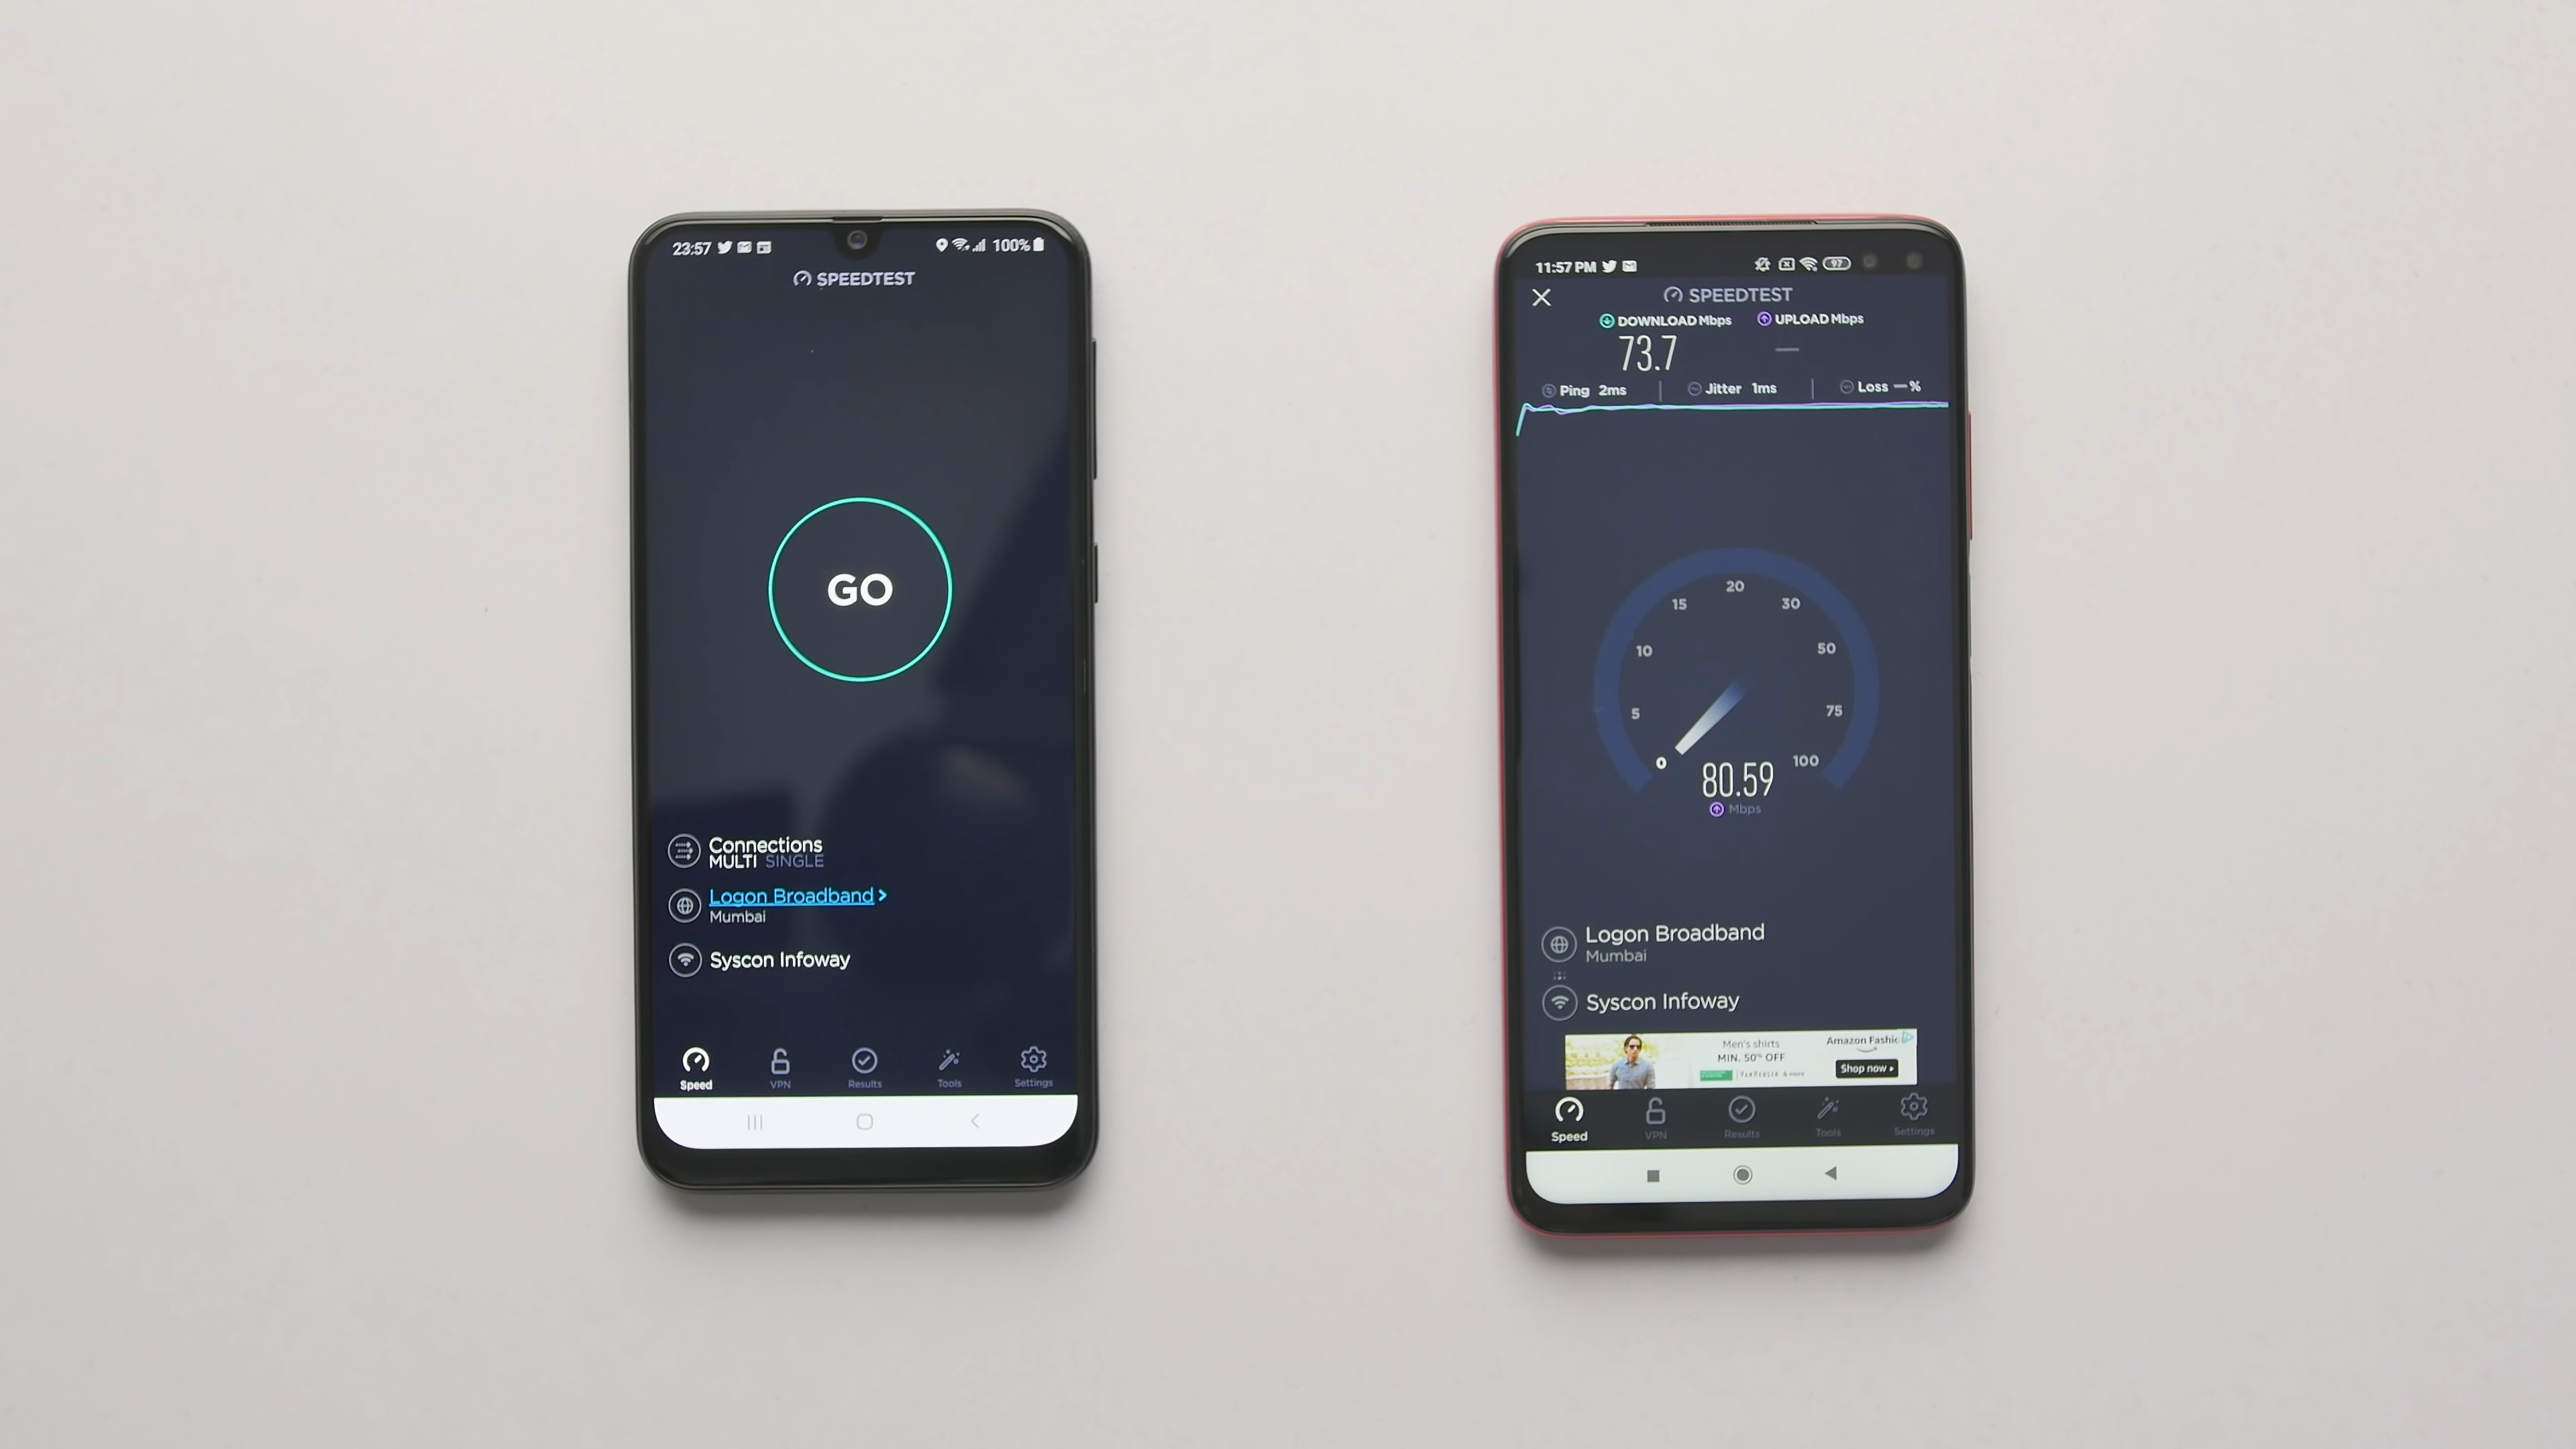 23:57 100%
SPEEDTEST
GO
Connections
MULTI SINGLE
Logon Broadband >
Mumbai
Syscon Infoway
Speed VPN Results Tools Settings
11:57 PM 97
SPEEDTEST
DOWNLOAD Mbps UPLOAD Mbps
73.7 —
Ping 2ms Jitter 1ms Loss —%
0 5 10 15 20 30 50 75 100
80.59
Mbps
Logon Broadband
Mumbai
Syscon Infoway
Men's shirts
MIN. 50% OFF
& more
Amazon Fashic
Shop now
Speed VPN Results Tools Settings